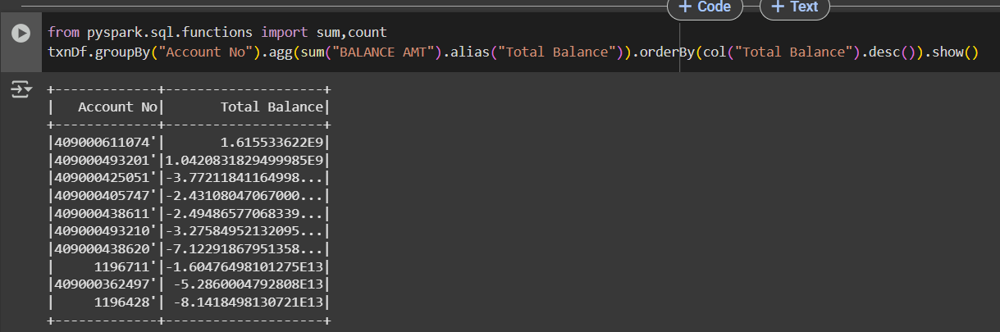 + Code + Text
from pyspark.sql.functions import sum,count
txnDf.groupBy("Account No").agg(sum("BALANCE AMT").alias("Total Balance")).orderBy(col("Total Balance").desc()).show()
+-------------+--------------------+
|   Account No|       Total Balance|
+-------------+--------------------+
|409000611074'|       1.615533622E9|
|409000493201'|1.0420831829499985E9|
|409000425051'|-3.77211841164998...|
|409000405747'|-2.43108047067000...|
|409000438611'|-2.49486577068339...|
|409000493210'|-3.27584952132095...|
|409000438620'|-7.12291867951358...|
|     1196711'|-1.60476498101275E13|
|409000362497'| -5.2860004792808E13|
|     1196428'| -8.1418498130721E13|
+-------------+--------------------+